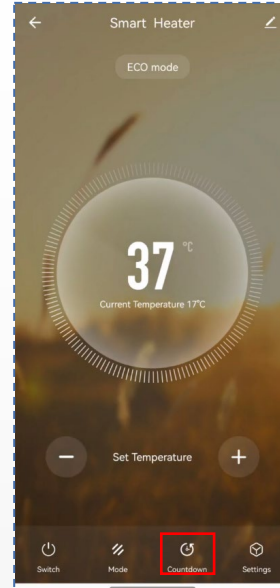 Smart Heater
ECO mode
37 °C
Current Temperature 17°C
Set Temperature
Switch Mode Countdown Settings